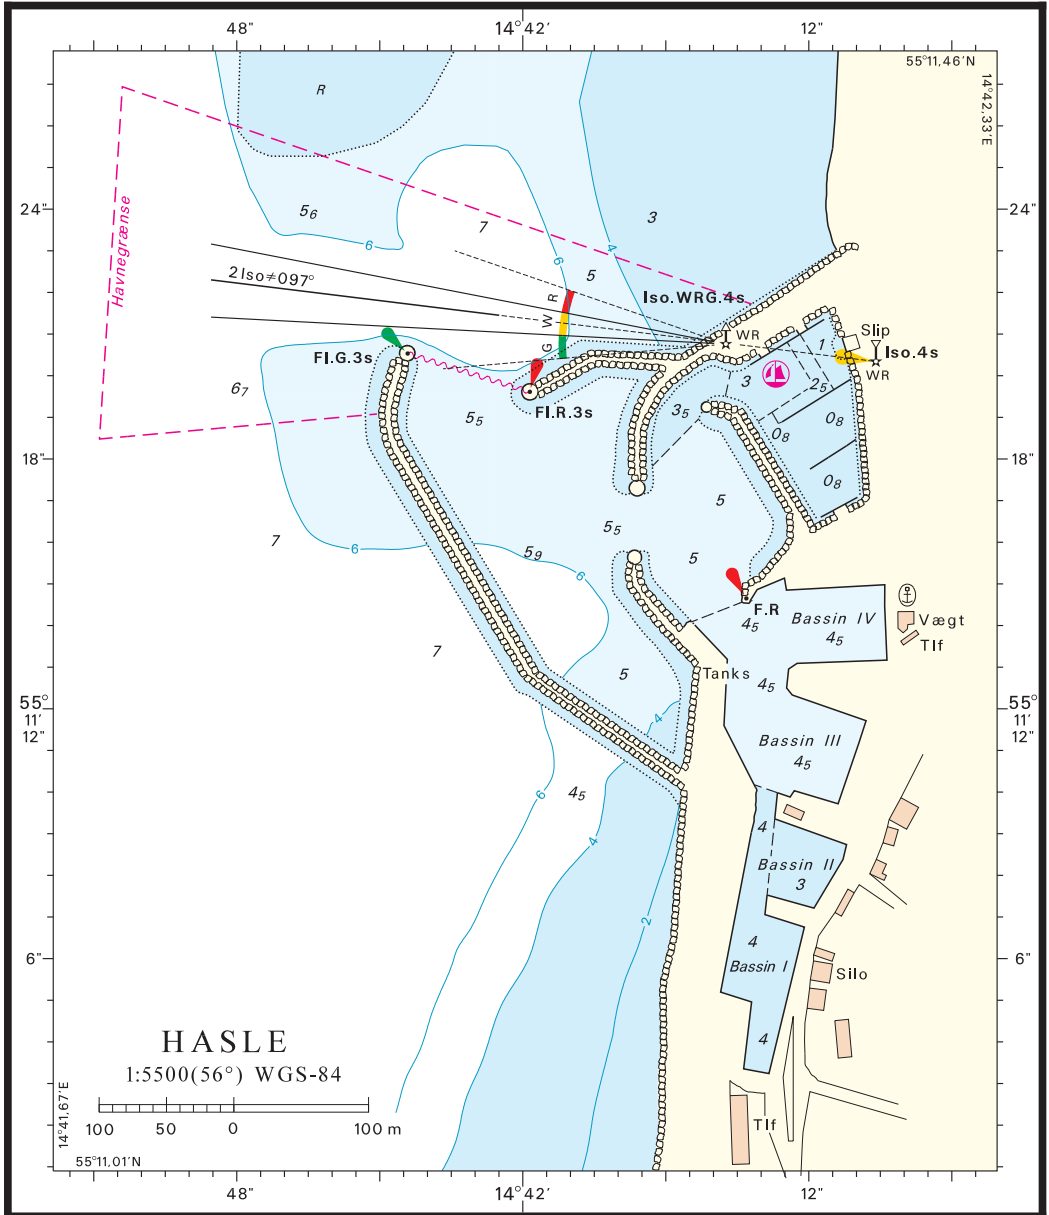 48"
14°42'
12"
55°11,46'N
14°42,33'E
R
24"
24"
Havnegrænse
5₆
7
3
6
6
4
2 Iso≠097°
5
R
W
G
Iso.WRG.4s
WR
Slip
1
Iso.4s
WR
Fl.G.3s
Fl.R.3s
3
2₅
6₇
5₅
3₅
0₈
0₈
0₈
18"
18"
5
7
6
5₉
5₅
5
6
F.R
4₅
Bassin IV
4₅
Vægt
Tlf
7
5
Tanks
4₅
4
55°
11'
12"
55°
11'
12"
Bassin III
4₅
6
4₅
4
4
Bassin II
3
2
4
Bassin I
6"
6"
Silo
4
HASLE
1:5500(56°) WGS-84
100 50 0 100 m
14°41,67'E
Tlf
55°11,01'N
48"
14°42'
12"